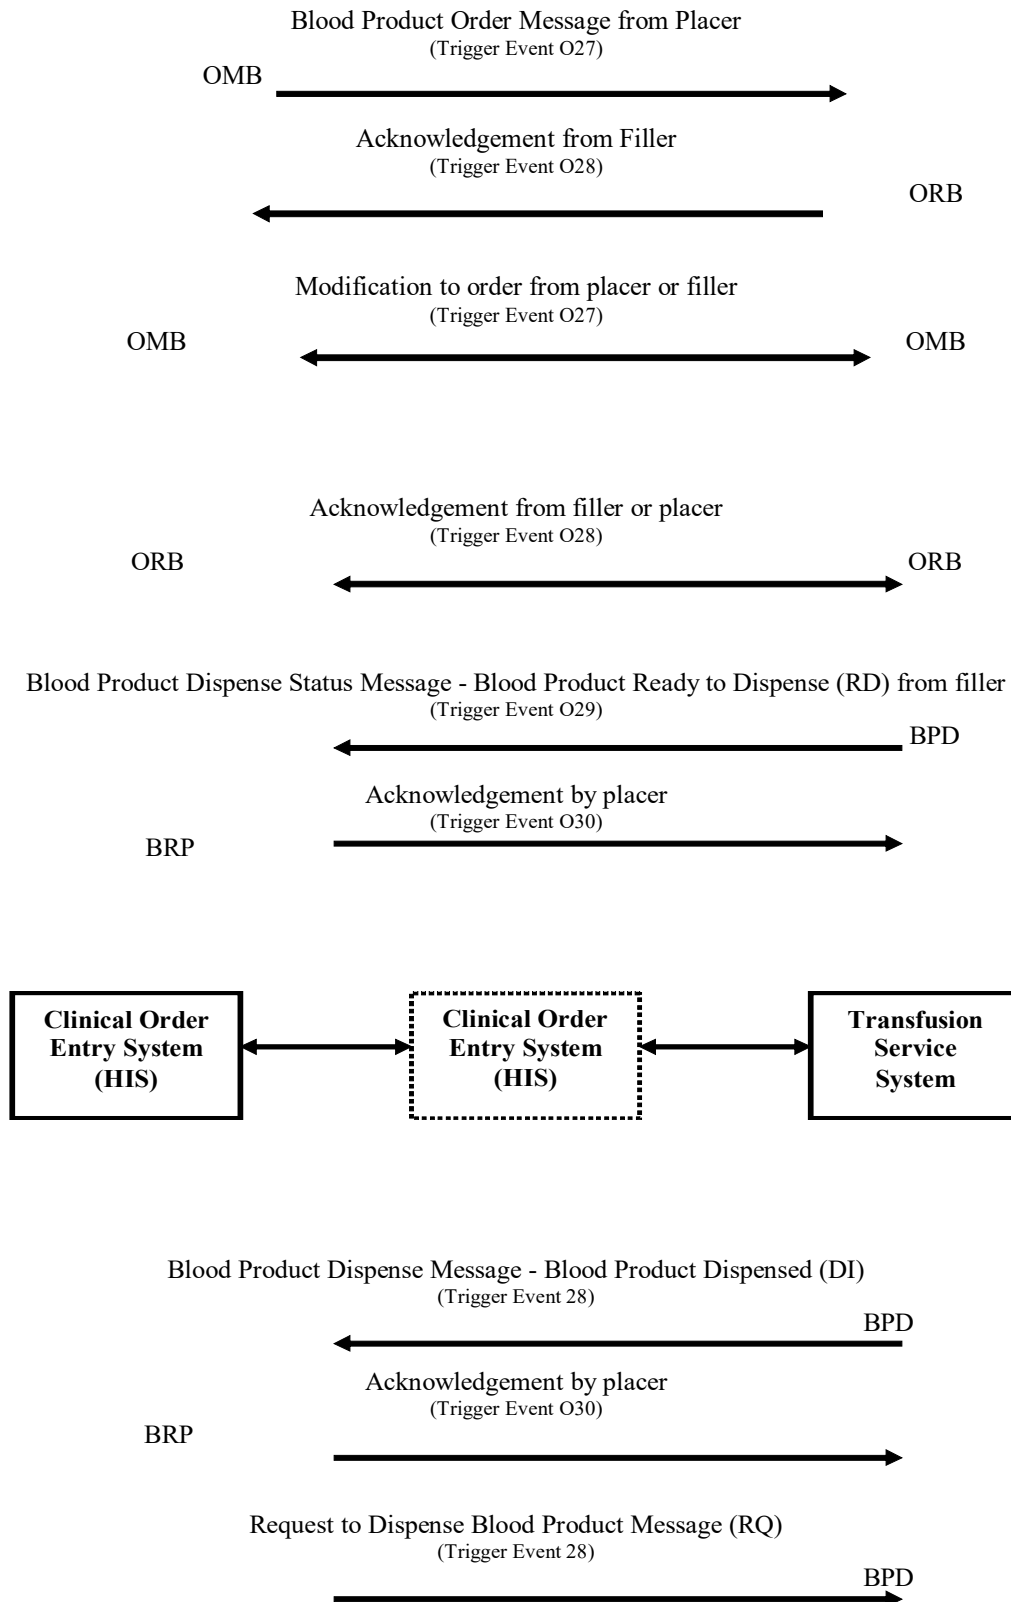 Blood Product Order Message from Placer
(Trigger Event O27)
OMB
Acknowledgement from Filler
(Trigger Event O28)
ORB
Modification to order from placer or filler
(Trigger Event O27)
OMB
OMB
Acknowledgement from filler or placer
(Trigger Event O28)
ORB
ORB
Blood Product Dispense Status Message - Blood Product Ready to Dispense (RD) from filler
(Trigger Event O29)
BPD
Acknowledgement by placer
(Trigger Event O30)
BRP
Clinical Order
Entry System
(HIS)
Clinical Order
Entry System
(HIS)
Transfusion
Service
System
Blood Product Dispense Message - Blood Product Dispensed (DI)
(Trigger Event 28)
BPD
Acknowledgement by placer
(Trigger Event O30)
BRP
Request to Dispense Blood Product Message (RQ)
(Trigger Event 28)
BPD